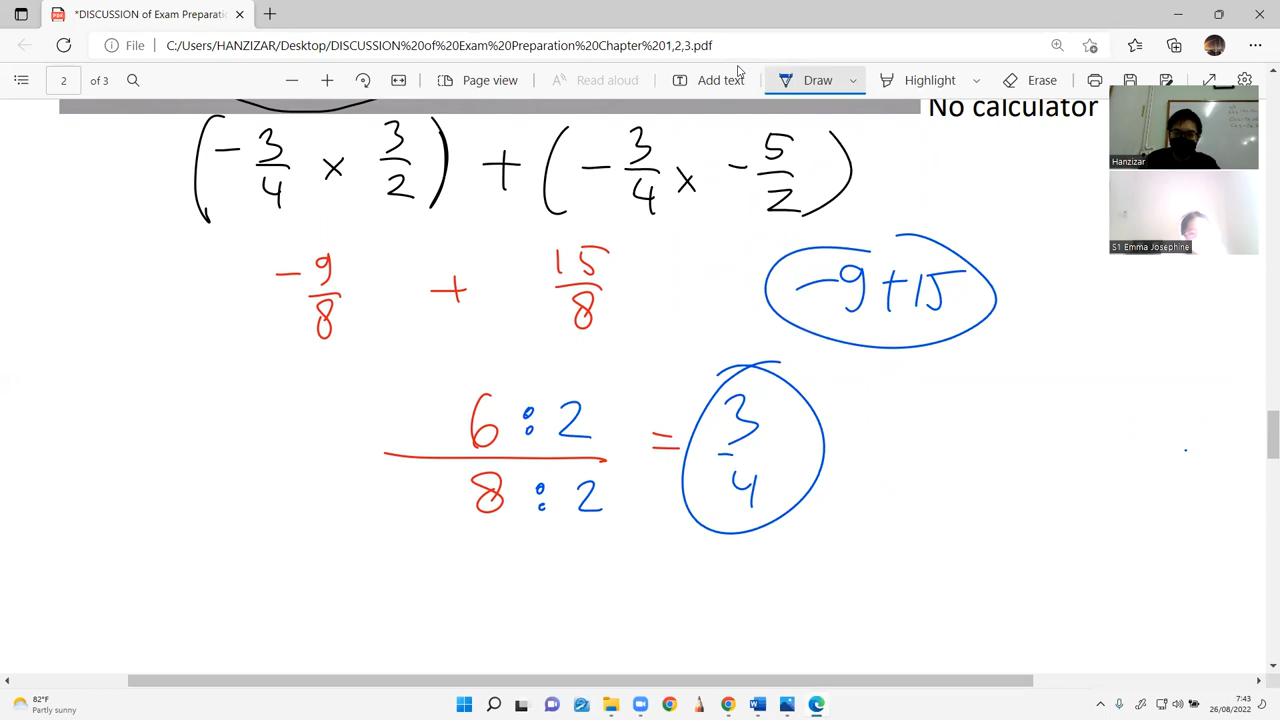 *DISCUSSION of Exam Preparati
File C:/Users/HANZIZAR/Desktop/DISCUSSION%20of%20Exam%20Preparation%20Chapter%201,2,3.pdf
2 of 3 Page view Read aloud Add text Draw Highlight Erase
No calculator
(-3/4 × 3/2) + (-3/4 × -5/2)
Hanzizar
S1 Emma Josephine
-9/8 + 15/8 -9+15
6:2 / 8:2 = 3/4
82°F
Partly sunny
7:43
26/08/2022